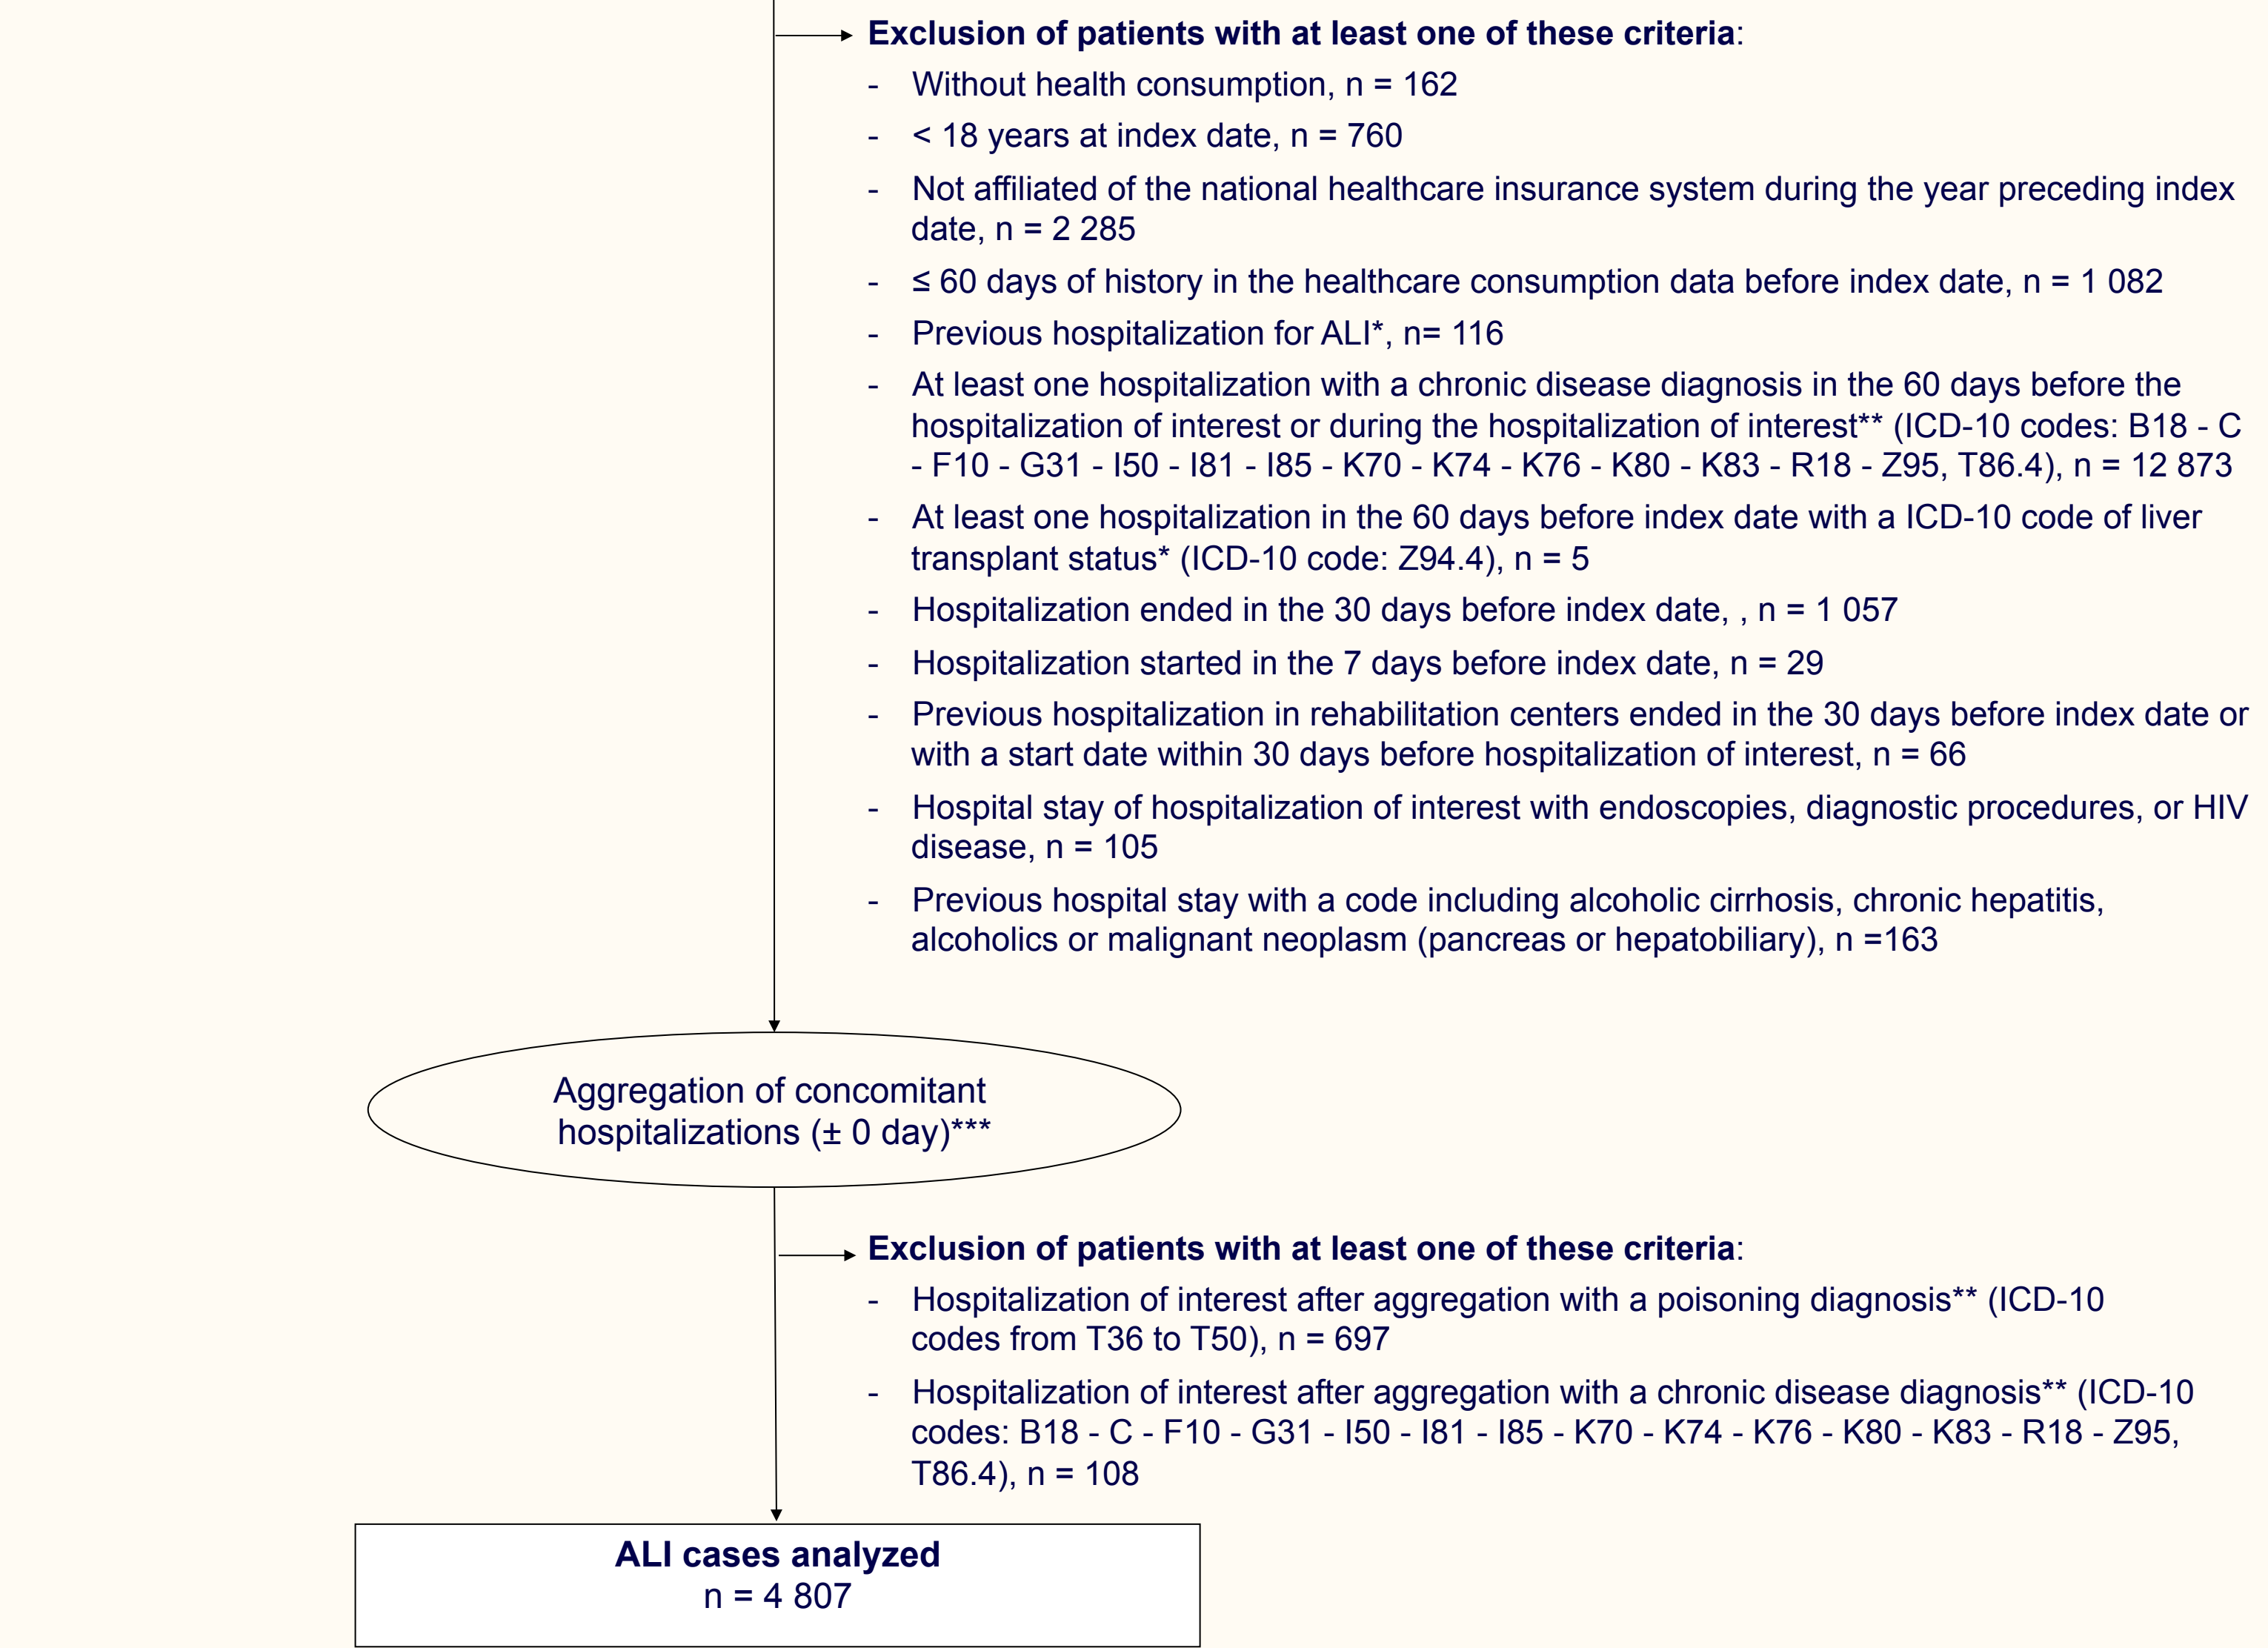 Exclusion of patients with at least one of these criteria:
- Without health consumption, n = 162
- < 18 years at index date, n = 760
- Not affiliated of the national healthcare insurance system during the year preceding index
date, n = 2 285
- ≤ 60 days of history in the healthcare consumption data before index date, n = 1 082
- Previous hospitalization for ALI*, n= 116
- At least one hospitalization with a chronic disease diagnosis in the 60 days before the
hospitalization of interest or during the hospitalization of interest** (ICD-10 codes: B18 - C
- F10 - G31 - I50 - I81 - I85 - K70 - K74 - K76 - K80 - K83 - R18 - Z95, T86.4), n = 12 873
- At least one hospitalization in the 60 days before index date with a ICD-10 code of liver
transplant status* (ICD-10 code: Z94.4), n = 5
- Hospitalization ended in the 30 days before index date, , n = 1 057
- Hospitalization started in the 7 days before index date, n = 29
- Previous hospitalization in rehabilitation centers ended in the 30 days before index date or
with a start date within 30 days before hospitalization of interest, n = 66
- Hospital stay of hospitalization of interest with endoscopies, diagnostic procedures, or HIV
disease, n = 105
- Previous hospital stay with a code including alcoholic cirrhosis, chronic hepatitis,
alcoholics or malignant neoplasm (pancreas or hepatobiliary), n =163
Aggregation of concomitant
hospitalizations (± 0 day)***
Exclusion of patients with at least one of these criteria:
- Hospitalization of interest after aggregation with a poisoning diagnosis** (ICD-10
codes from T36 to T50), n = 697
- Hospitalization of interest after aggregation with a chronic disease diagnosis** (ICD-10
codes: B18 - C - F10 - G31 - I50 - I81 - I85 - K70 - K74 - K76 - K80 - K83 - R18 - Z95,
T86.4), n = 108
ALI cases analyzed
n = 4 807